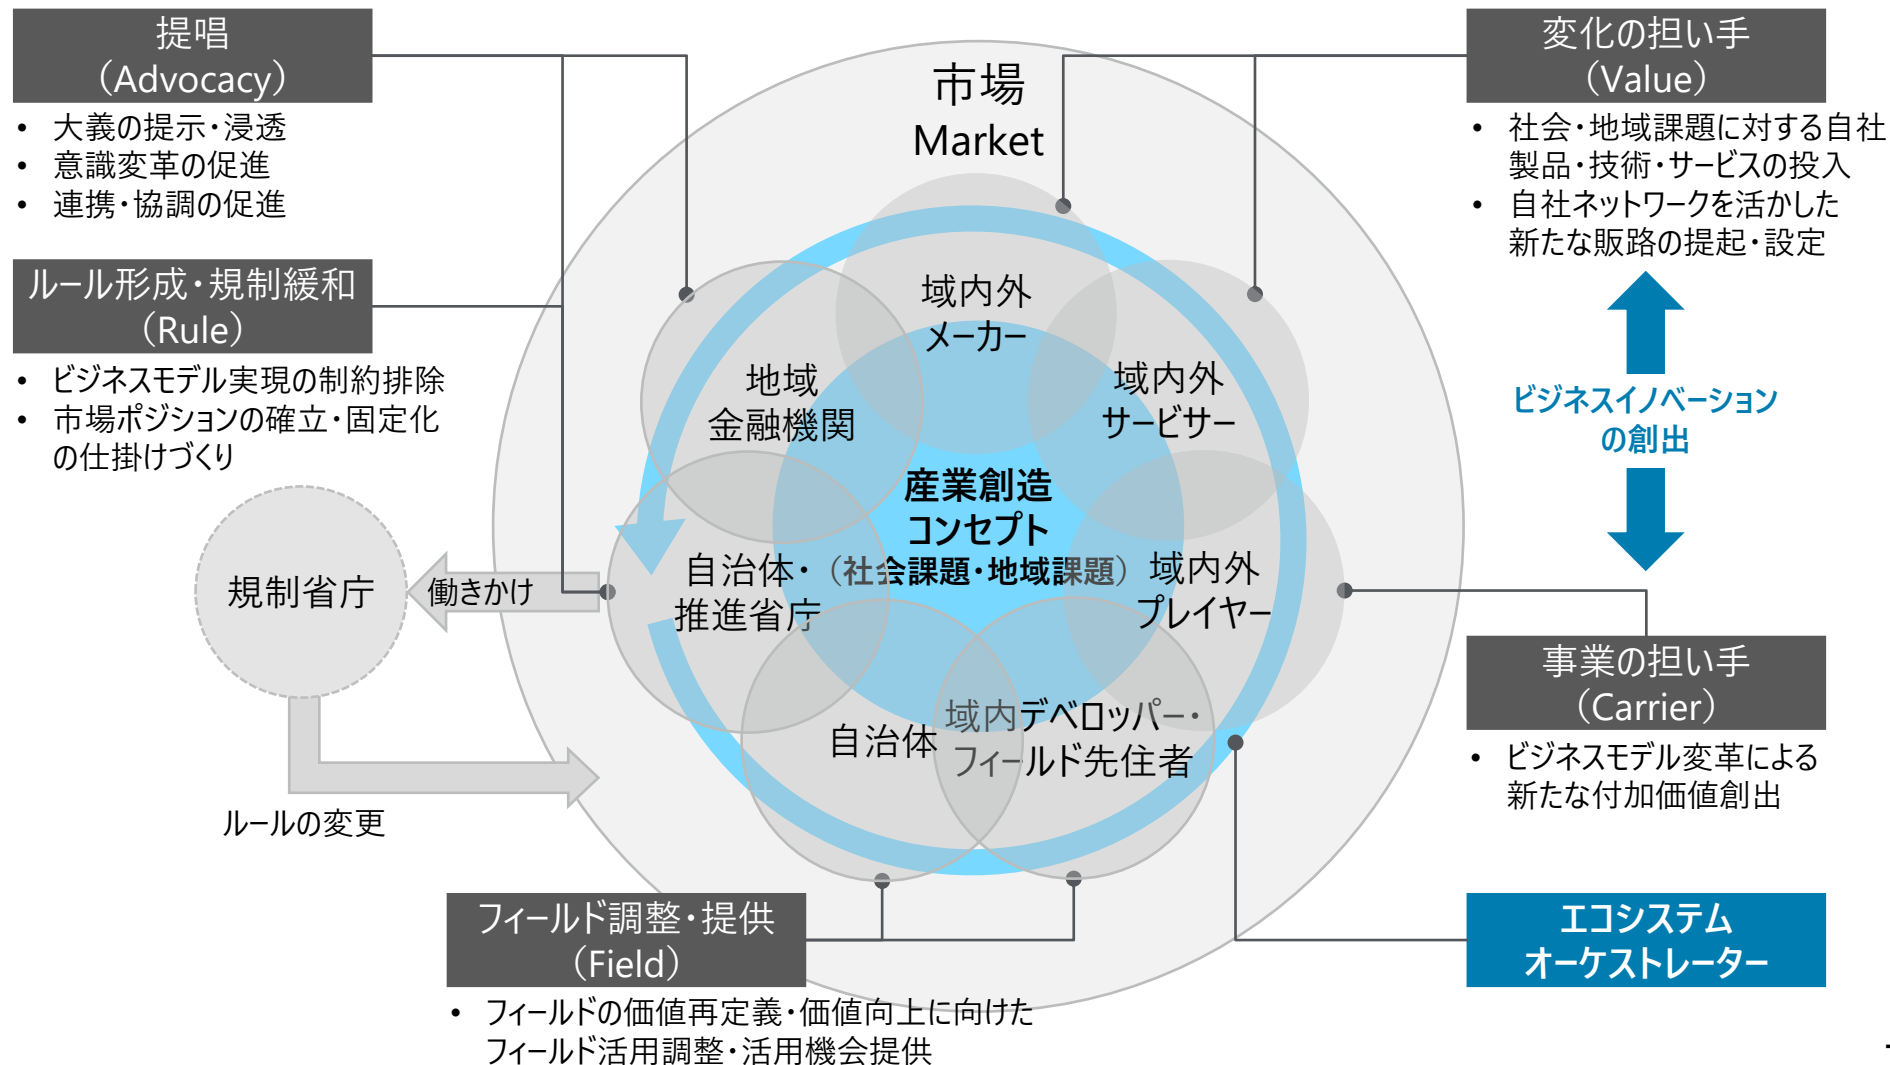 提唱
（Advocacy）
• 大義の提示・浸透
• 意識変革の促進
• 連携・協調の促進
ルール形成・規制緩和
（Rule）
• ビジネスモデル実現の制約排除
• 市場ポジションの確立・固定化
の仕掛けづくり
規制省庁
働きかけ
ルールの変更
市場
Market
域内外
メーカー
地域
金融機関
域内外
サービサー
産業創造
コンセプト
（社会課題・地域課題）
自治体・
推進省庁
域内外
プレイヤー
自治体
域内デベロッパー・
フィールド先住者
フィールド調整・提供
（Field）
• フィールドの価値再定義・価値向上に向けた
フィールド活用調整・活用機会提供
変化の担い手
（Value）
• 社会・地域課題に対する自社
製品・技術・サービスの投入
• 自社ネットワークを活かした
新たな販路の提起・設定
ビジネスイノベーション
の創出
事業の担い手
（Carrier）
• ビジネスモデル変革による
新たな付加価値創出
エコシステム
オーケストレーター